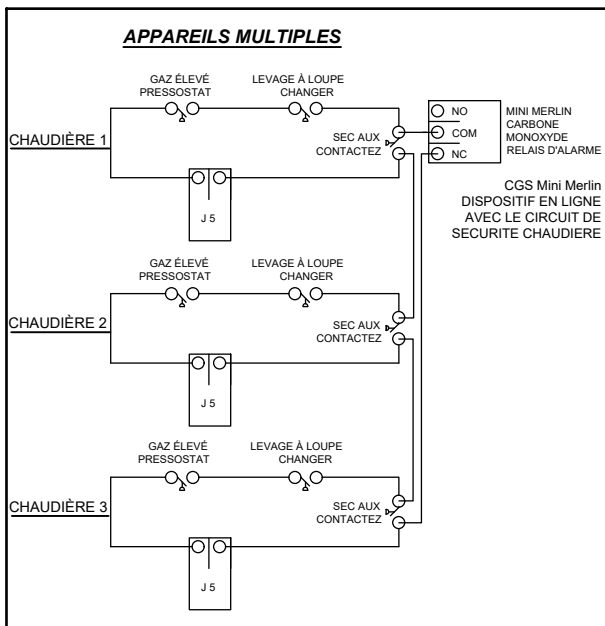 APPAREILS MULTIPLES
GAZ ÉLEVÉ
PRESSOSTAT
LEVAGE À LOUPE
CHANGER
CHAUDIÈRE 1
SEC AUX
CONTACTEZ
J 5
NO
COM
NC
MINI MERLIN
CARBONE
MONOXYDE
RELAIS D'ALARME
CGS Mini Merlin
DISPOSITIF EN LIGNE
AVEC LE CIRCUIT DE
SECURITE CHAUDIERE
GAZ ÉLEVÉ
PRESSOSTAT
LEVAGE À LOUPE
CHANGER
CHAUDIÈRE 2
SEC AUX
CONTACTEZ
J 5
GAZ ÉLEVÉ
PRESSOSTAT
LEVAGE À LOUPE
CHANGER
CHAUDIÈRE 3
SEC AUX
CONTACTEZ
J 5